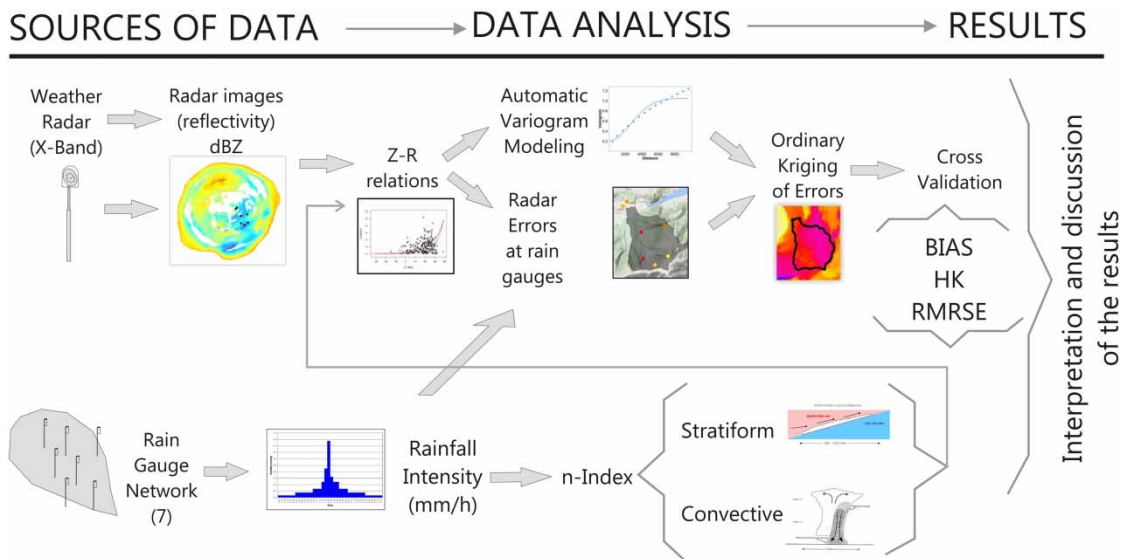 SOURCES OF DATA
DATA ANALYSIS
RESULTS
Weather
Radar
(X-Band)
Radar images
(reflectivity)
dBZ
Z-R
relations
Automatic
Variogram
Modeling
Radar
Errors
at rain
gauges
Ordinary
Kriging
of Errors
Cross
Validation
BIAS
HK
RMRSE
Interpretation and discussion
of the results
Rain
Gauge
Network
(7)
Rainfall
Intensity
(mm/h)
n-Index
Stratiform
Convective